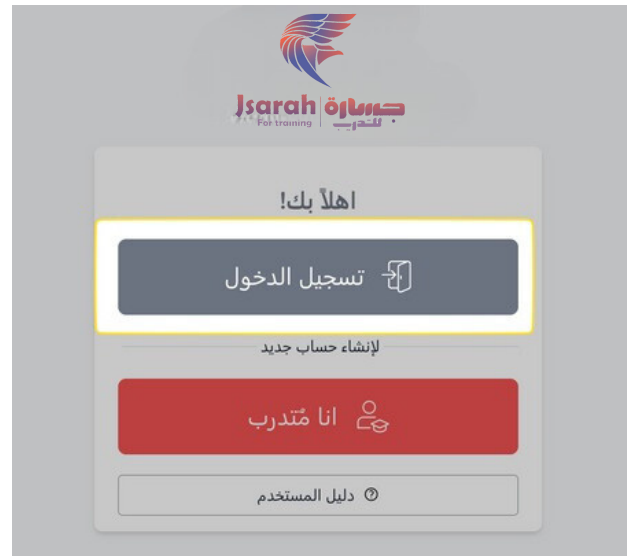 Jsarah جسارة
For training للتدريب
اهلاً بك!
تسجيل الدخول
لإنشاء حساب جديد
انا مُتدرب
دليل المستخدم